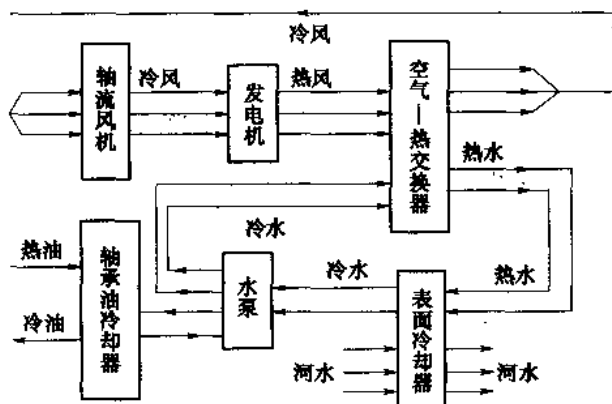 冷风
轴流风机
冷风
发电机
热风
空气—热交换器
热水
冷水
热油
轴承油冷却器
冷油
水泵
冷水
热水
表面冷却器
河水
河水